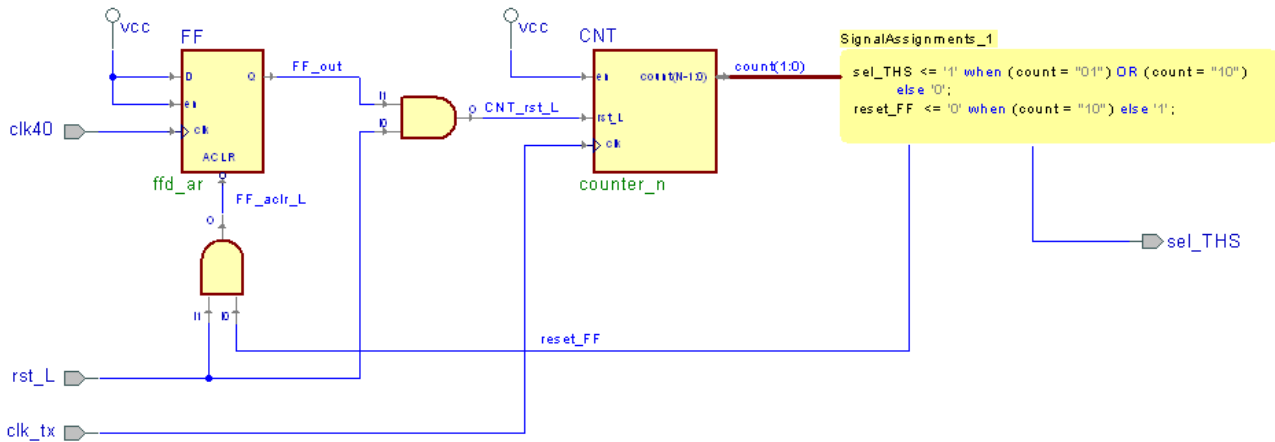 vcc
FF
D
Q
en
clk
ACLR
ffd_ar
clk40
FF_out
FF_aclr_L
O
I1
I0
I1
I0
O
CNT_rst_L
vcc
CNT
en
count(N-1:0)
rst_L
clk
counter_n
count(1:0)
SignalAssignments_1
sel_THS <= '1' when (count = "01") OR (count = "10")
else '0';
reset_FF <= '0' when (count = "10") else '1';
sel_THS
reset_FF
rst_L
clk_tx